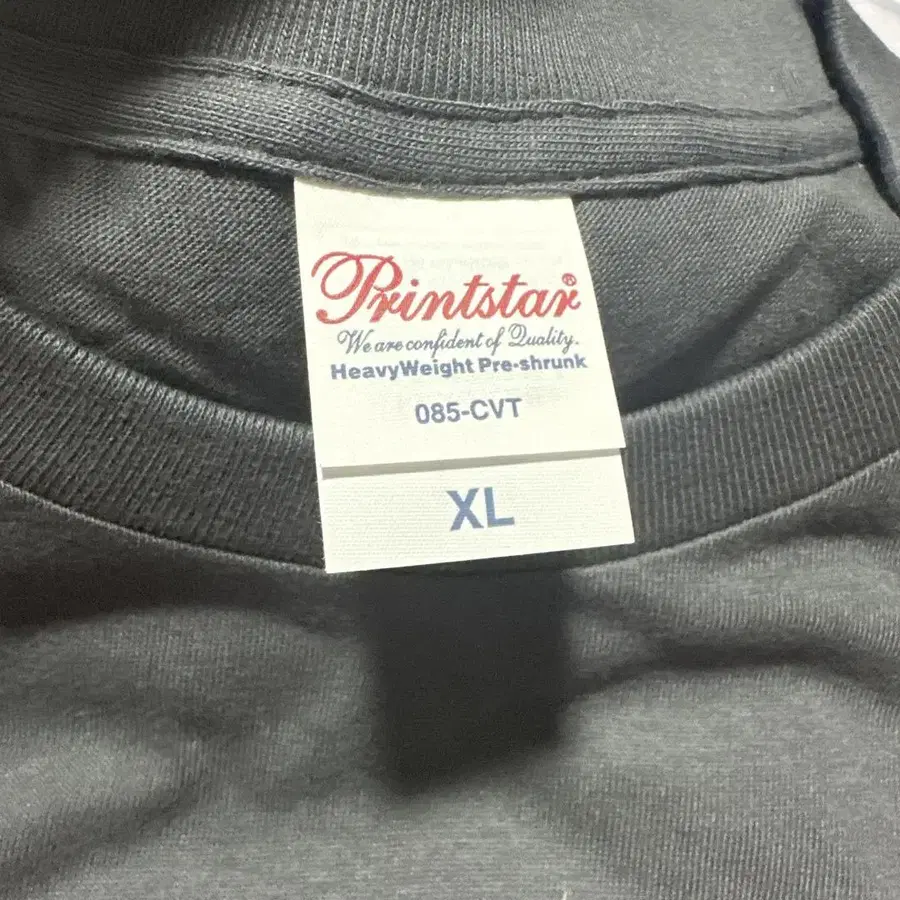 Printstar®
We are confident of Quality.
HeavyWeight Pre-shrunk
085-CVT
XL